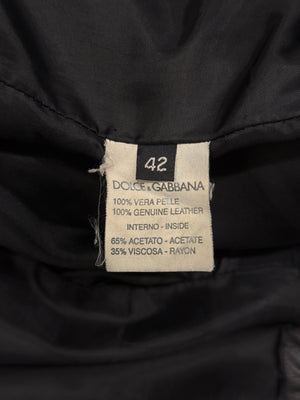 42
DOLCE & GABBANA
100% VERA PELLE
100% GENUINE LEATHER
INTERNO - INSIDE
65% ACETATO - ACETATE
35% VISCOSA - RAYON